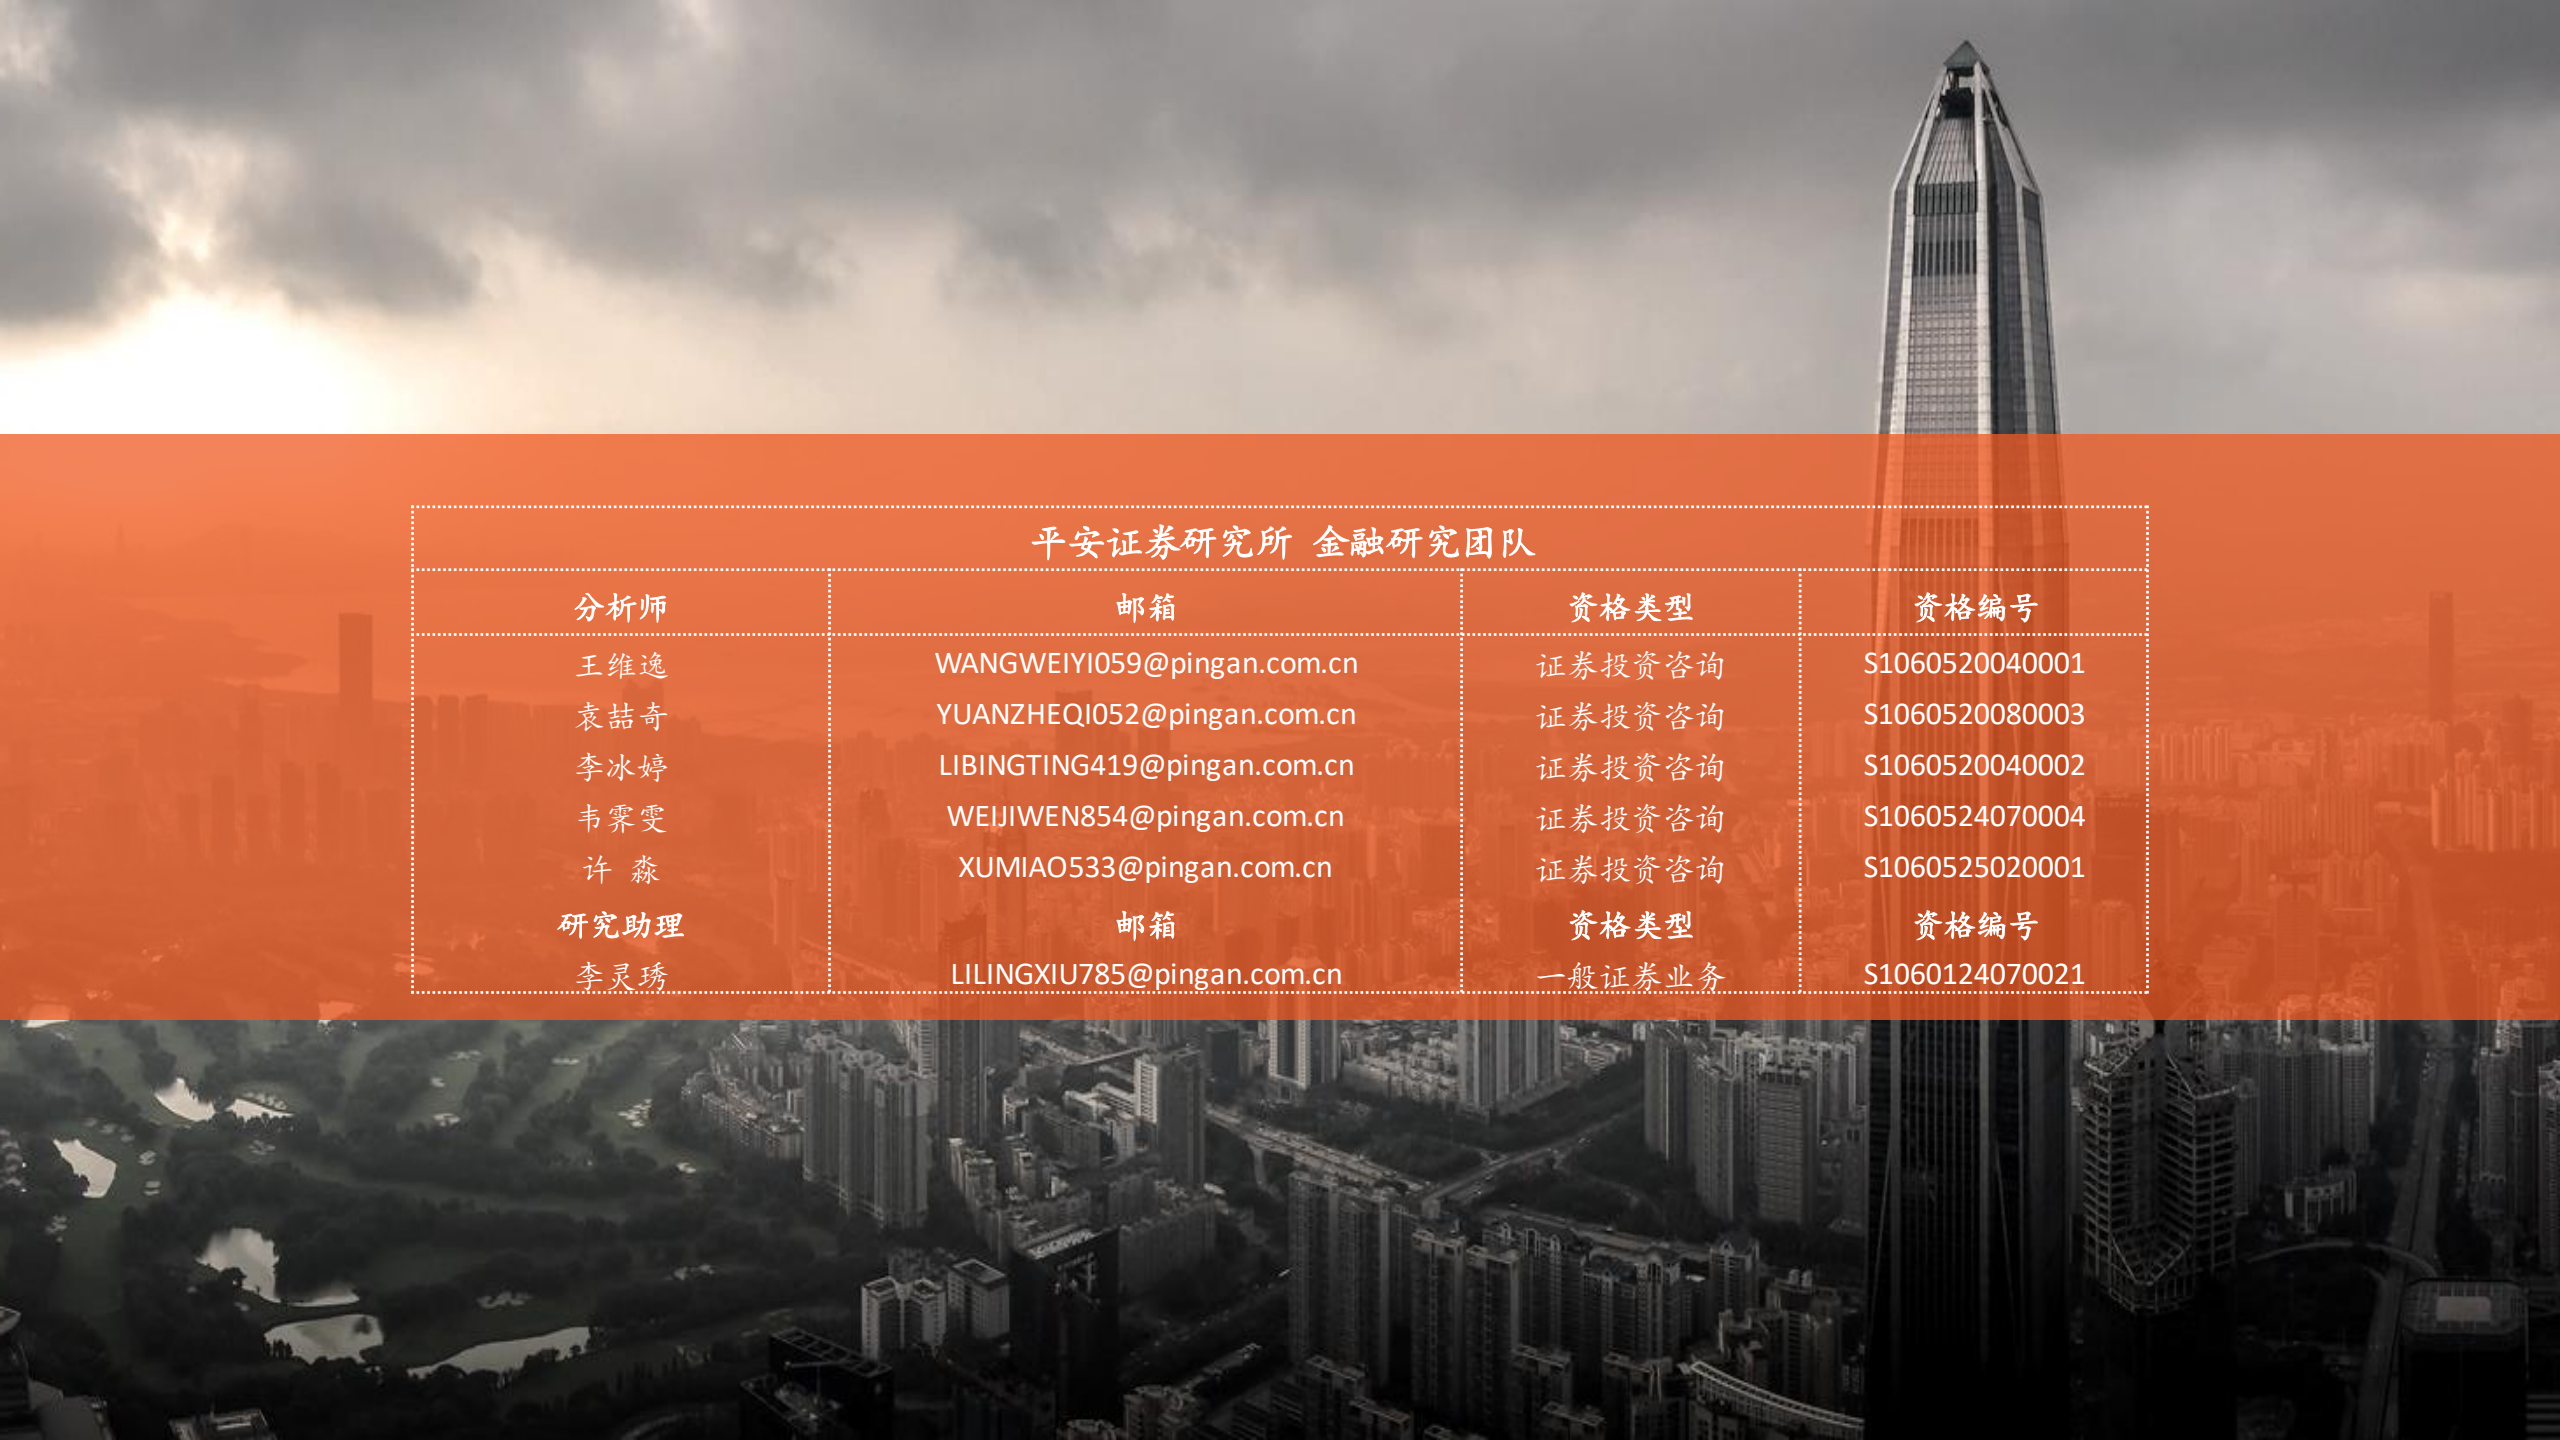 平安证券研究所 金融研究团队
分析师 邮箱 资格类型 资格编号
王维逸 WANGWEIYI059@pingan.com.cn 证券投资咨询 S1060520040001
袁喆奇 YUANZHEQI052@pingan.com.cn 证券投资咨询 S1060520080003
李冰婷 LIBINGTING419@pingan.com.cn 证券投资咨询 S1060520040002
韦霁雯 WEIJIWEN854@pingan.com.cn 证券投资咨询 S1060524070004
许 淼 XUMIAO533@pingan.com.cn 证券投资咨询 S1060525020001
研究助理 邮箱 资格类型 资格编号
李灵琇 LILINGXIU785@pingan.com.cn 一般证券业务 S1060124070021